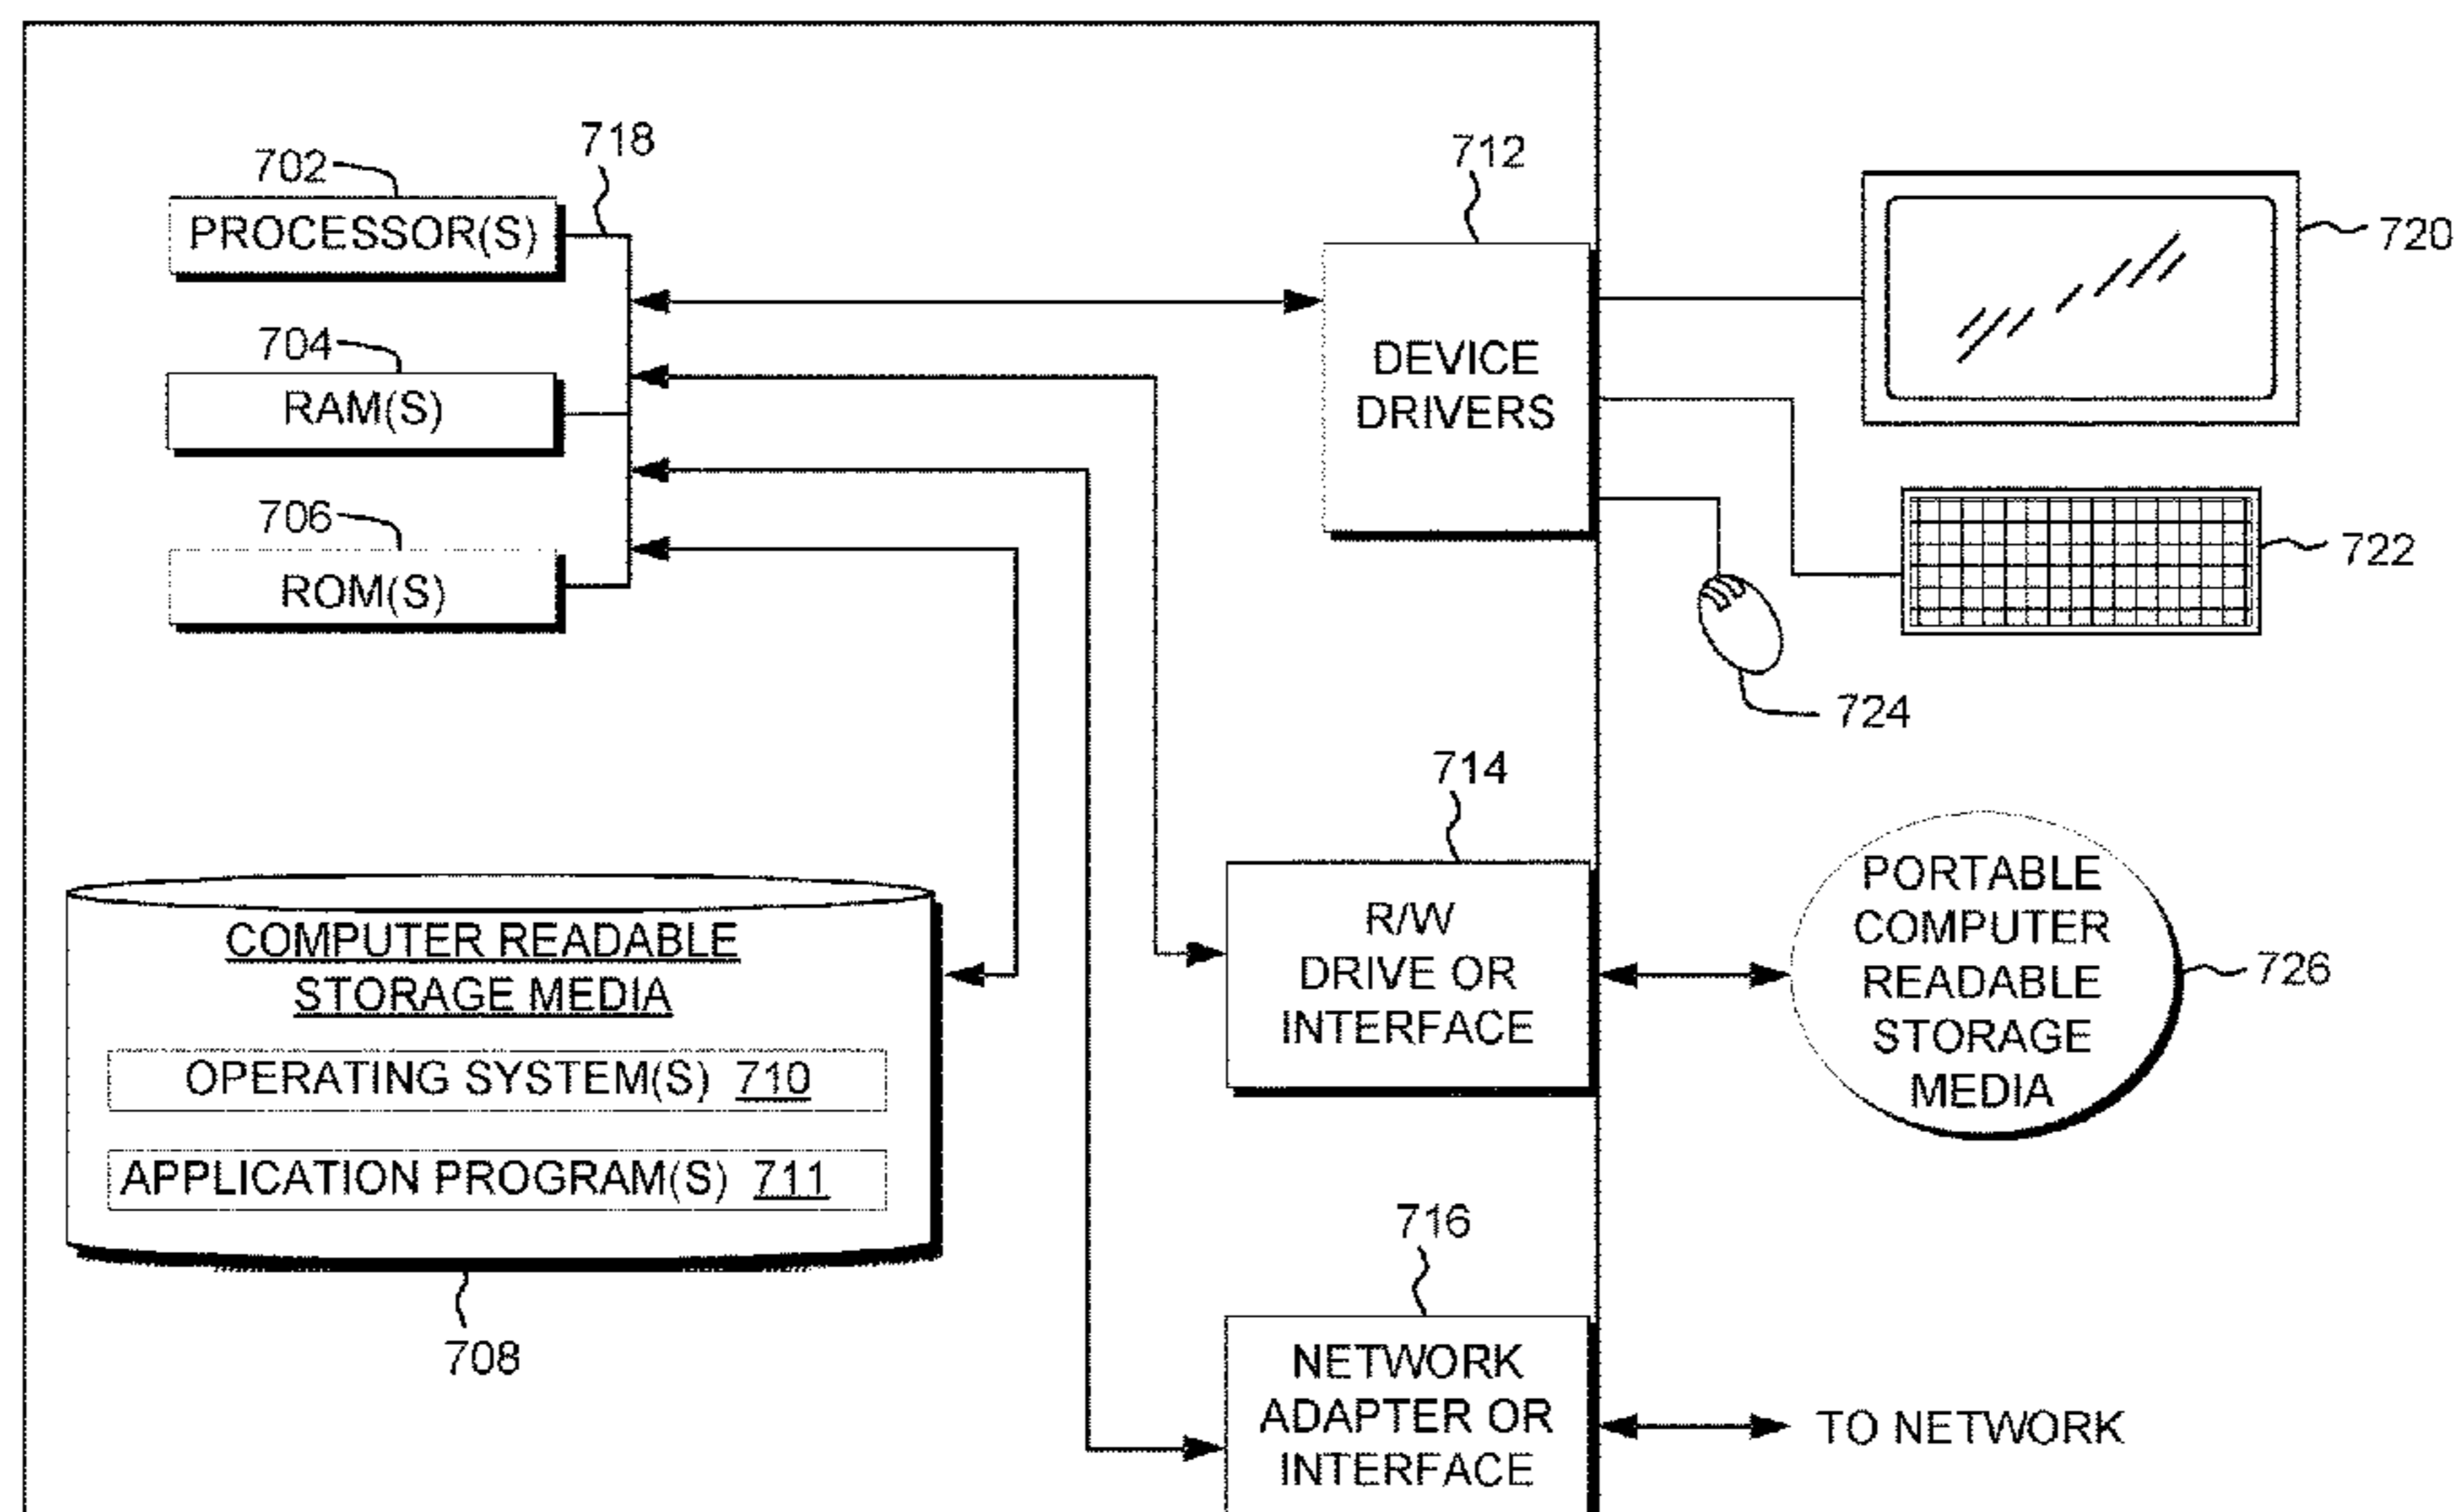 718
702
712
PROCESSOR(S)
720
704
RAM(S)
DEVICE
DRIVERS
706
ROM(S)
722
724
714
COMPUTER READABLE
STORAGE MEDIA
OPERATING SYSTEM(S) 710
APPLICATION PROGRAM(S) 711
708
R/W
DRIVE OR
INTERFACE
PORTABLE
COMPUTER
READABLE
STORAGE
MEDIA
726
716
NETWORK
ADAPTER OR
INTERFACE
TO NETWORK